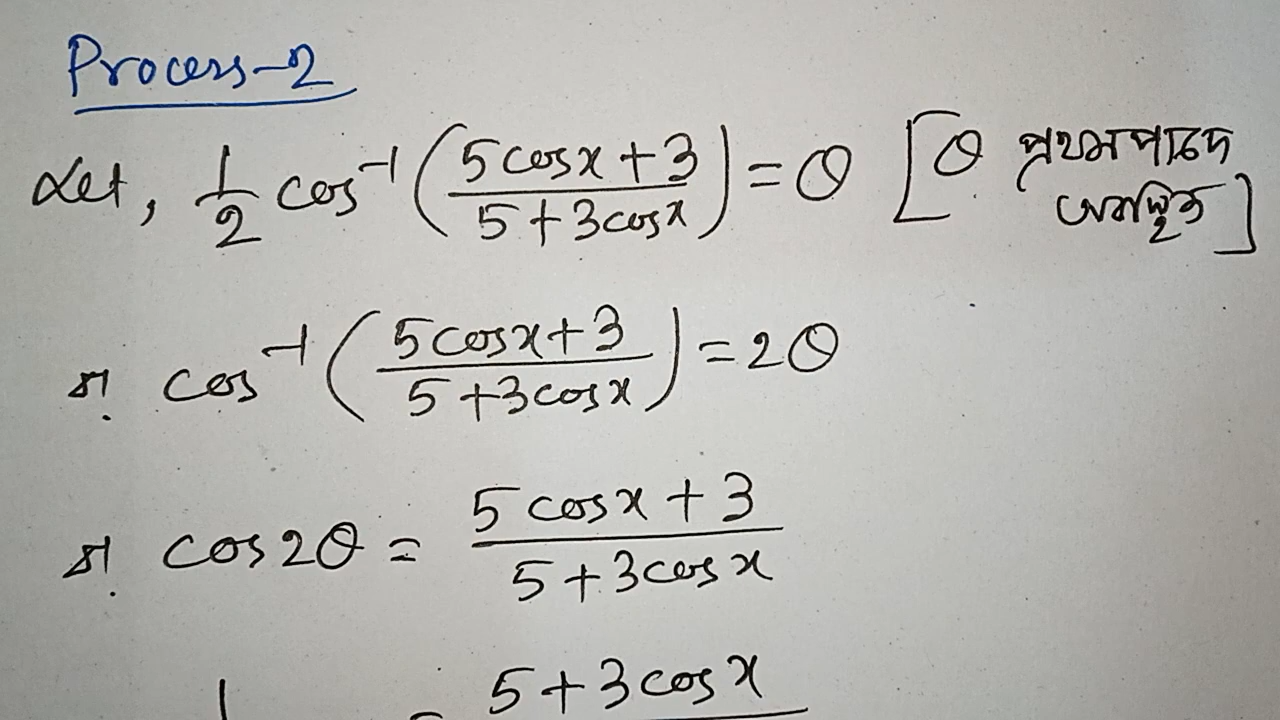 Process-2
Let, 1/2 cos⁻¹ ((5cosx + 3)/(5 + 3cosx)) = θ [θ প্রথমপাদে
অবস্থিত]
বা, cos⁻¹ ((5cosx + 3)/(5 + 3cosx)) = 2θ
বা, cos2θ = (5cosx + 3)/(5 + 3cosx)
1 = 5 + 3cosx